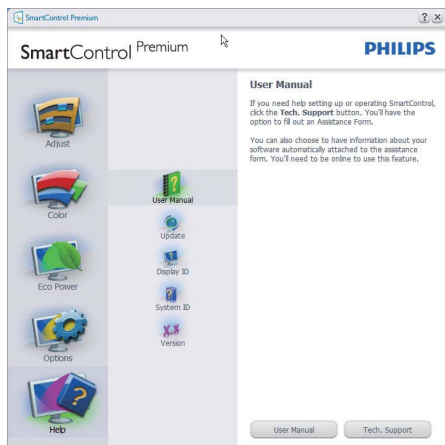 SmartControl Premium
? X
SmartControl Premium
PHILIPS
Adjust
Color
Eco Power
Options
Help
User Manual
Update
Display ID
System ID
X.X
Version
User Manual
If you need help setting up or operating SmartControl,
click the Tech. Support button. You'll have the
option to fill out an Assistance Form.
You can also choose to have information about your
software automatically attached to the assistance
form. You'll need to be online to use this feature.
User Manual
Tech. Support